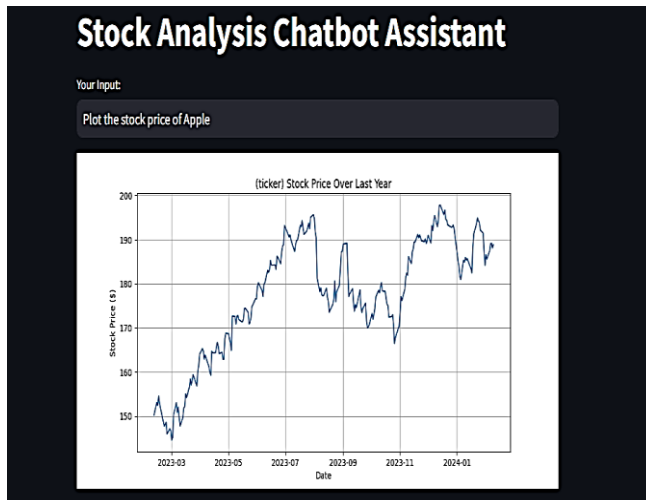 Stock Analysis Chatbot Assistant
Your Input:
Plot the stock price of Apple
(ticker) Stock Price Over Last Year
200
190
180
170
160
150
Stock Price ($)
2023-03 2023-05 2023-07 2023-09 2023-11 2024-01
Date